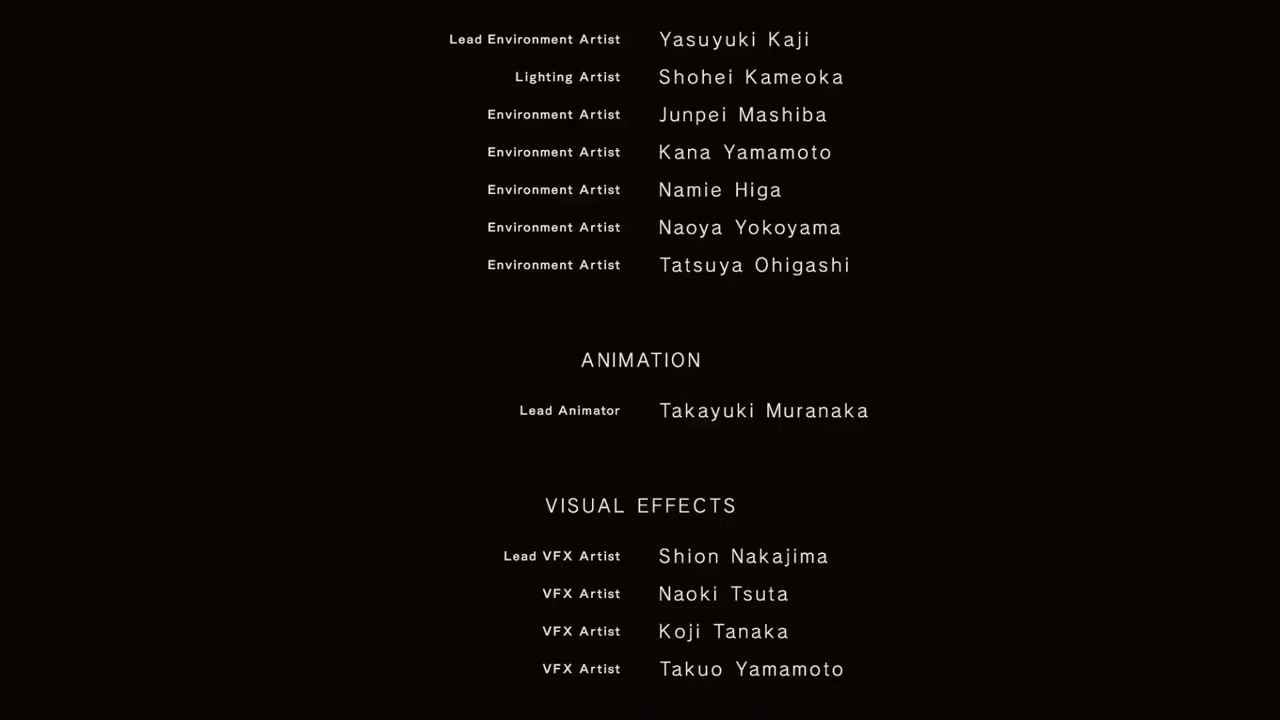 Lead Environment Artist Yasuyuki Kaji
Lighting Artist Shohei Kameoka
Environment Artist Junpei Mashiba
Environment Artist Kana Yamamoto
Environment Artist Namie Higa
Environment Artist Naoya Yokoyama
Environment Artist Tatsuya Ohigashi
ANIMATION
Lead Animator Takayuki Muranaka
VISUAL EFFECTS
Lead VFX Artist Shion Nakajima
VFX Artist Naoki Tsuta
VFX Artist Koji Tanaka
VFX Artist Takuo Yamamoto